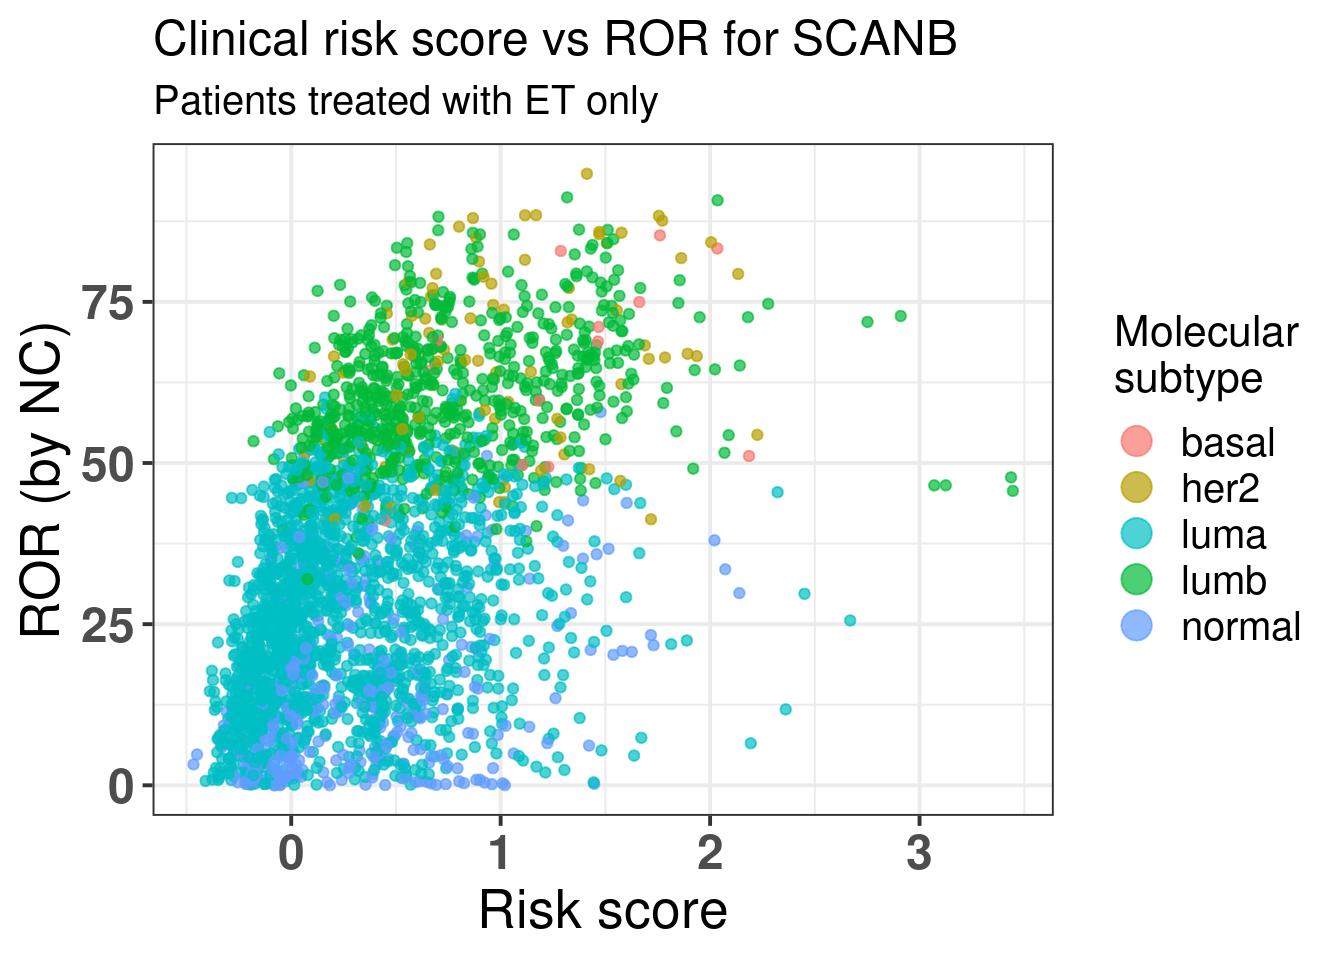 Clinical risk score vs ROR for SCANB
Patients treated with ET only
ROR (by NC)
75
50
25
0
0 1 2 3
Risk score
Molecular
subtype
basal
her2
luma
lumb
normal